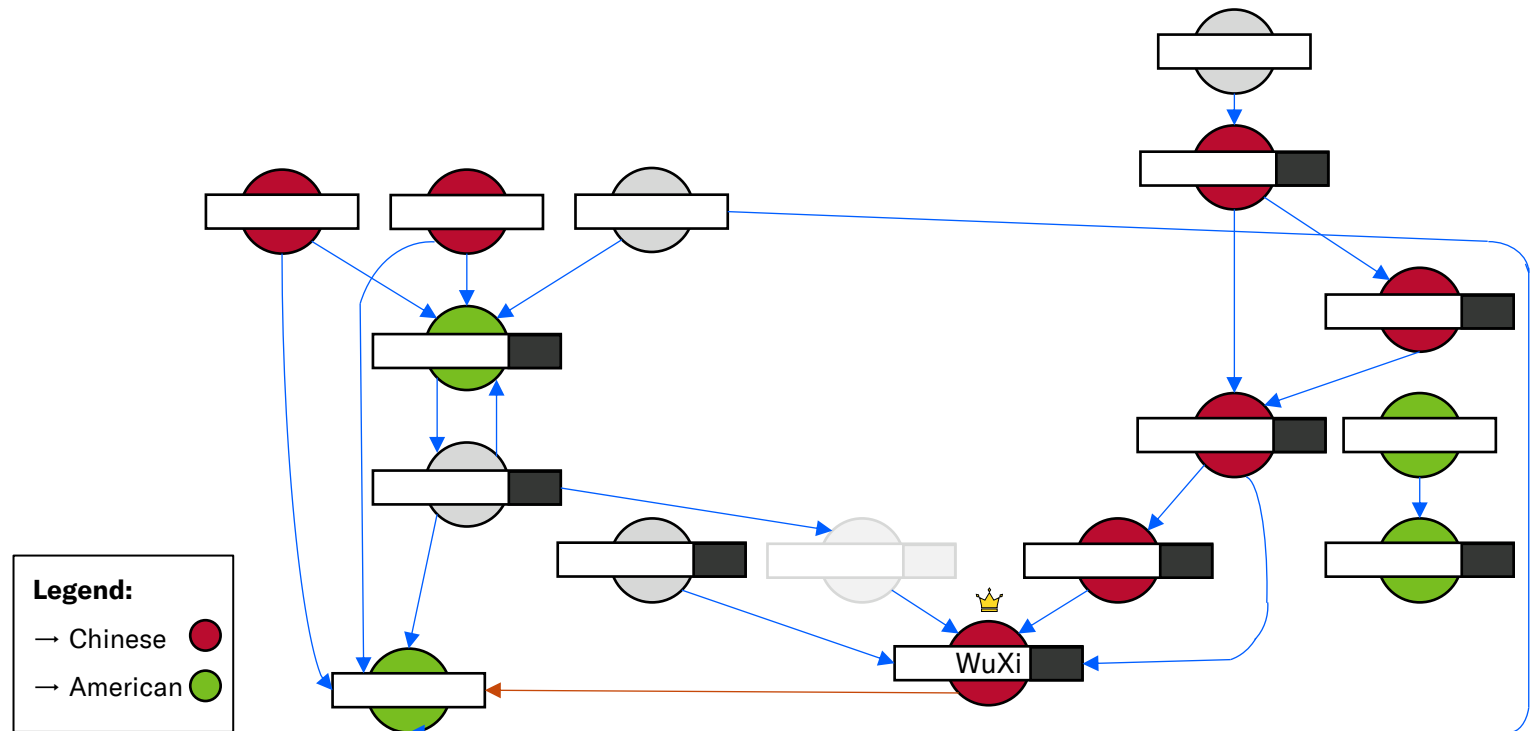 WuXi
Legend:
→ Chinese
→ American